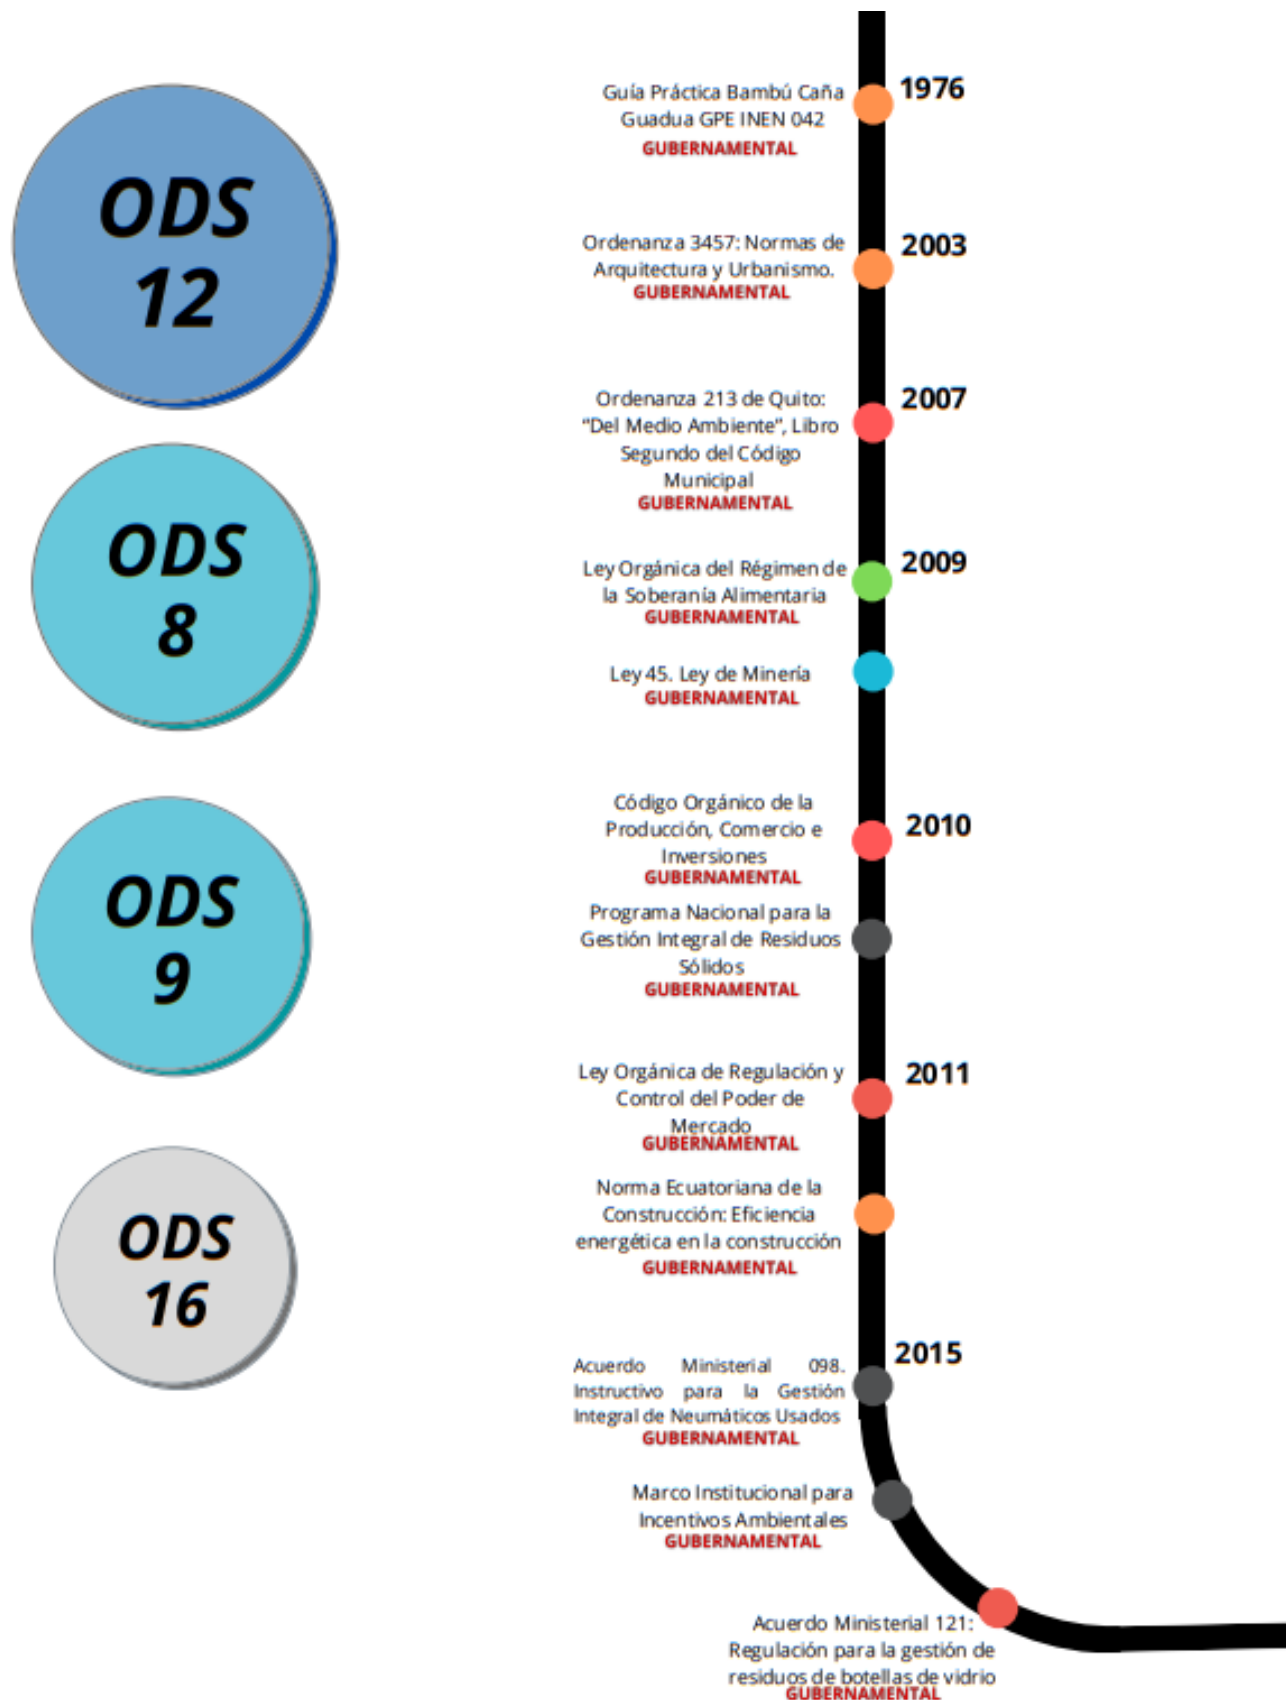 ODS
12
ODS
8
ODS
9
ODS
16
1976
Guía Práctica Bambú Caña
Guadua GPE INEN 042
GUBERNAMENTAL
2003
Ordenanza 3457: Normas de
Arquitectura y Urbanismo.
GUBERNAMENTAL
2007
Ordenanza 213 de Quito:
“Del Medio Ambiente”, Libro
Segundo del Código
Municipal
GUBERNAMENTAL
2009
Ley Orgánica del Régimen de
la Soberanía Alimentaria
GUBERNAMENTAL
Ley 45. Ley de Minería
GUBERNAMENTAL
2010
Código Orgánico de la
Producción, Comercio e
Inversiones
GUBERNAMENTAL
Programa Nacional para la
Gestión Integral de Residuos
Sólidos
GUBERNAMENTAL
2011
Ley Orgánica de Regulación y
Control del Poder de
Mercado
GUBERNAMENTAL
Norma Ecuatoriana de la
Construcción: Eficiencia
energética en la construcción
GUBERNAMENTAL
2015
Acuerdo Ministerial 098.
Instructivo para la Gestión
Integral de Neumáticos Usados
GUBERNAMENTAL
Marco Institucional para
Incentivos Ambientales
GUBERNAMENTAL
Acuerdo Ministerial 121:
Regulación para la gestión de
residuos de botellas de vidrio
GUBERNAMENTAL